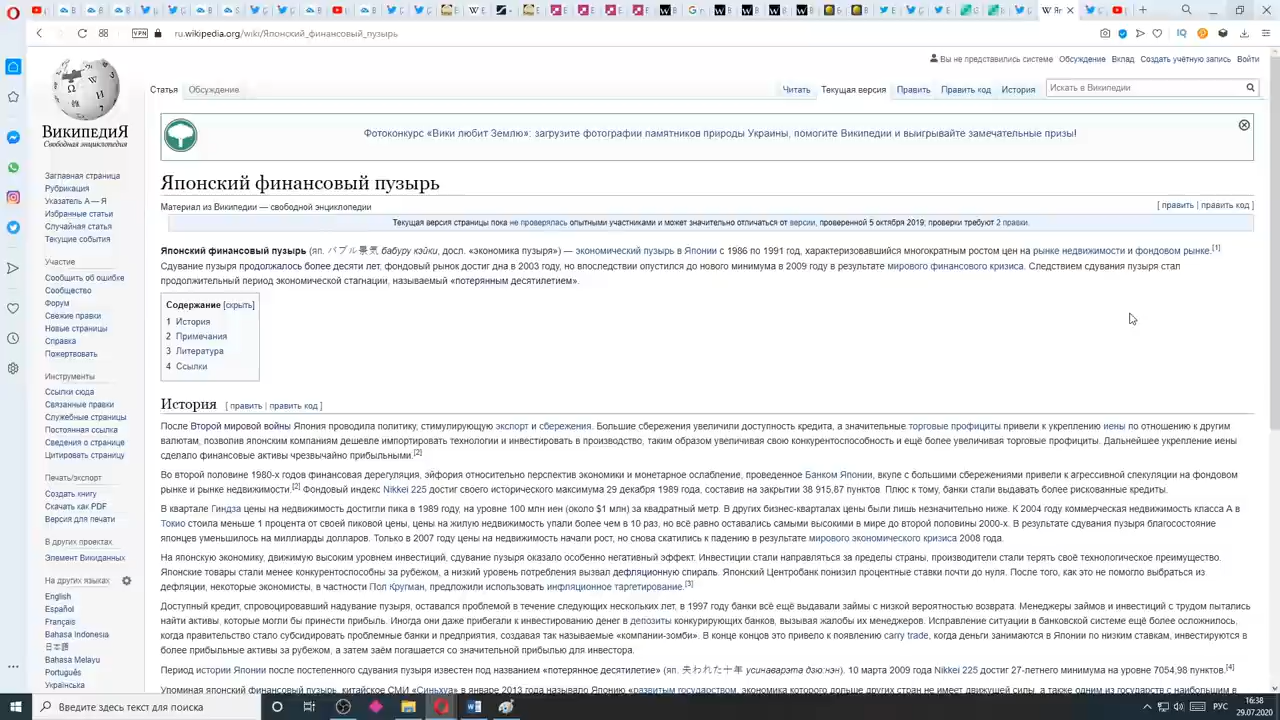 ru.wikipedia.org/wiki/Японский_финансовый_пузырь
VPN
Вы не представились системе Обсуждение Вклад Создать учётную запись Войти
Статья Обсуждение Читать Текущая версия Править Править код История Искать в Википедии
ВикипедиЯ
Свободная энциклопедия
Фотоконкурс «Вики любит Землю»: загрузите фотографии памятников природы Украины, помогите Википедии и выигрывайте замечательные призы!
Заглавная страница
Рубрикация
Указатель А — Я
Избранные статьи
Случайная статья
Текущие события
Участие
Сообщить об ошибке
Сообщество
Форум
Свежие правки
Новые страницы
Справка
Пожертвовать
Инструменты
Ссылки сюда
Связанные правки
Служебные страницы
Постоянная ссылка
Сведения о странице
Цитировать страницу
Печать/экспорт
Создать книгу
Скачать как PDF
Версия для печати
В других проектах
Элемент Викиданных
На других языках
English
Español
Français
Bahasa Indonesia
日本語
Bahasa Melayu
Português
Українська
Японский финансовый пузырь
Материал из Википедии — свободной энциклопедии
[ править | править код ]
Текущая версия страницы пока не проверялась опытными участниками и может значительно отличаться от версии, проверенной 5 октября 2019; проверки требуют 2 правки.
Японский финансовый пузырь (яп. バブル景気 бабуру кэйки, досл. «экономика пузыря») — экономический пузырь в Японии с 1986 по 1991 год, характеризовавшийся многократным ростом цен на рынке недвижимости и фондовом рынке.[1]
Сдувание пузыря продолжалось более десяти лет, фондовый рынок достиг дна в 2003 году, но впоследствии опустился до нового минимума в 2009 году в результате мирового финансового кризиса. Следствием сдувания пузыря стал
продолжительный период экономической стагнации, называемый «потерянным десятилетием».
Содержание [скрыть]
1 История
2 Примечания
3 Литература
4 Ссылки
История [ править | править код ]
После Второй мировой войны Япония проводила политику, стимулирующую экспорт и сбережения. Большие сбережения увеличили доступность кредита, а значительные торговые профициты привели к укреплению иены по отношению к другим
валютам, позволив японским компаниям дешевле импортировать технологии и инвестировать в производство, таким образом увеличивая свою конкурентоспособность и ещё более увеличивая торговые профициты. Дальнейшее укрепление иены
сделало финансовые активы чрезвычайно прибыльными.[2]
Во второй половине 1980-х годов финансовая дерегуляция, эйфория относительно перспектив экономики и монетарное ослабление, проведенное Банком Японии, вкупе с большими сбережениями привели к агрессивной спекуляции на фондовом
рынке и рынке недвижимости.[2] Фондовый индекс Nikkei 225 достиг своего исторического максимума 29 декабря 1989 года, составив на закрытии 38 915,87 пунктов. Плюс к тому, банки стали выдавать более рискованные кредиты.
В квартале Гиндза цены на недвижимость достигли пика в 1989 году, на уровне 100 млн иен (около $1 млн) за квадратный метр. В других бизнес-кварталах цены были лишь незначительно ниже. К 2004 году коммерческая недвижимость класса А в
Токио стоила меньше 1 процента от своей пиковой цены, цены на жилую недвижимость упали более чем в 10 раз, но всё равно оставались самыми высокими в мире до второй половины 2000-х. В результате сдувания пузыря благосостояние
японцев уменьшилось на миллиарды долларов. Только в 2007 году цены на недвижимость начали рост, но снова скатились к падению в результате мирового экономического кризиса 2008 года.
На японскую экономику, движимую высоким уровнем инвестиций, сдувание пузыря оказало особенно негативный эффект. Инвестиции стали направляться за пределы страны, производители стали терять своё технологическое преимущество.
Японские товары стали менее конкурентоспособны за рубежом, а низкий уровень потребления вызвал дефляционную спираль. Японский Центробанк понизил процентные ставки почти до нуля. После того, как это не помогло выбраться из
дефляции, некоторые экономисты, в частности Пол Кругман, предложили использовать инфляционное таргетирование.[3]
Доступный кредит, спровоцировавший надувание пузыря, оставался проблемой в течение следующих нескольких лет, в 1997 году банки всё ещё выдавали займы с низкой вероятностью возврата. Менеджеры займов и инвестиций с трудом пытались
найти активы, которые могли бы принести прибыль. Иногда они даже прибегали к инвестированию денег в депозиты конкурирующих банков, вызывая жалобы их менеджеров. Исправление ситуации в банковской системе ещё более осложнилось,
когда правительство стало субсидировать проблемные банки и предприятия, создавая так называемые «компании-зомби». В конце концов это привело к появлению carry trade, когда деньги занимаются в Японии по низким ставкам, инвестируются в
более прибыльные активы за рубежом, а затем заём погашается со значительной прибылью для инвестора.
Период истории Японии после постепенного сдувания пузыря известен под названием «потерянное десятилетие» (яп. 失われた十年 усинаварэта дзю:нэн). 10 марта 2009 года Nikkei 225 достиг 27-летнего минимума на уровне 7054,98 пунктов.[4]
Упомянув японский финансовый пузырь, китайское СМИ «Синьхуа» в январе 2013 года называло Японию «развитым государством, экономика которого дольше других стран не имеет движущей силы, а также одним из государств с наибольшим в
Введите здесь текст для поиска
РУС
16:38
29.07.2020